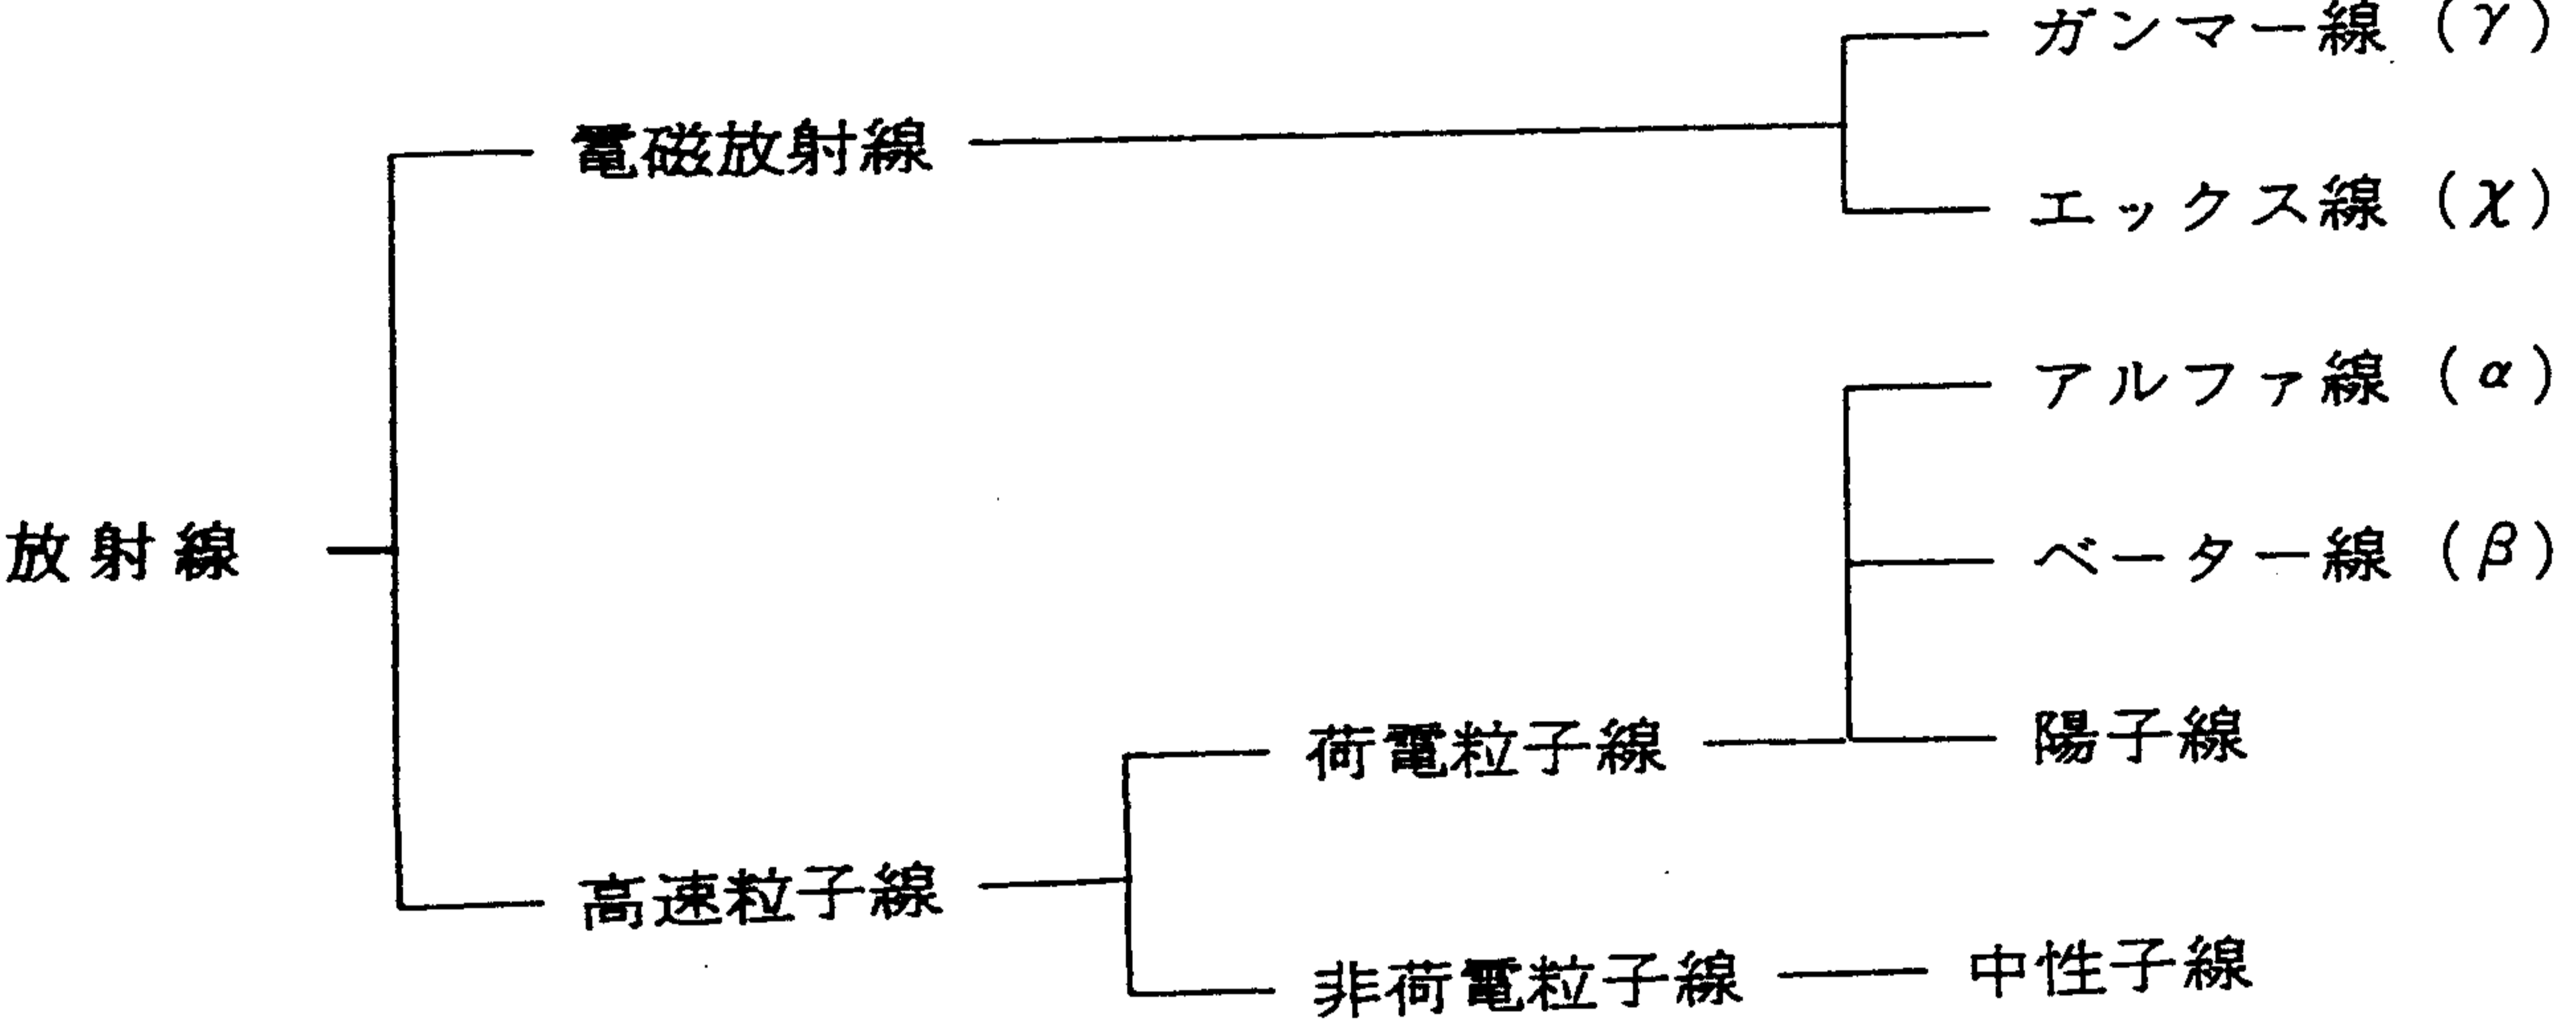 ガンマー線（γ）
電磁放射線
エックス線（χ）
アルファ線（α）
放射線
ベーター線（β）
荷電粒子線
陽子線
高速粒子線
非荷電粒子線
中性子線